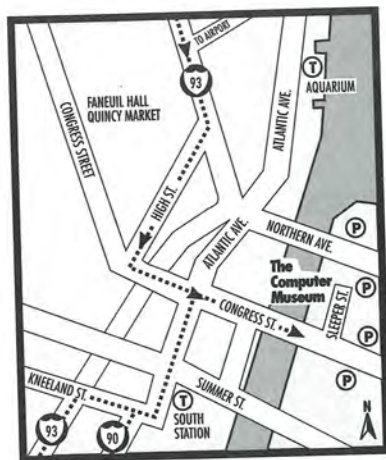 TO AIRPORT
93
T
AQUARIUM
FANEUIL HALL
QUINCY MARKET
CONGRESS STREET
ATLANTIC AVE.
HIGH ST.
ATLANTIC AVE.
NORTHERN AVE.
P
The
Computer
Museum
CONGRESS ST.
SLEEPER ST.
P
P
P
KNEELAND ST.
SUMMER ST.
T
SOUTH
STATION
93
90
N